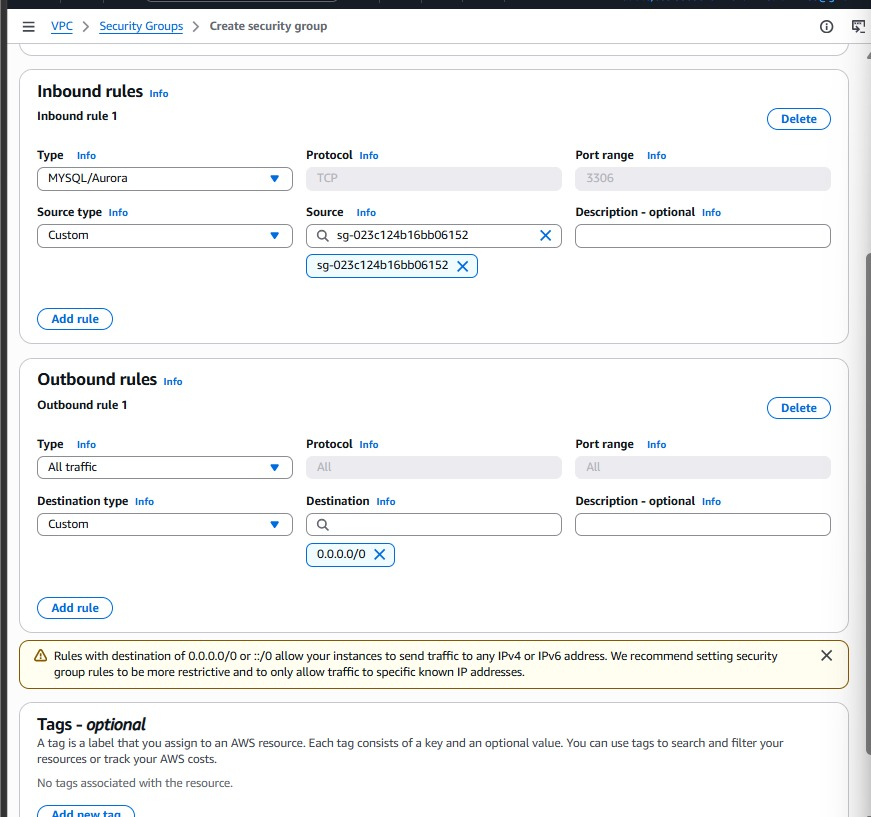 VPC > Security Groups > Create security group
Inbound rules Info
Inbound rule 1
Delete
Type Info Protocol Info Port range Info
MYSQL/Aurora TCP 3306
Source type Info Source Info Description - optional Info
Custom sg-023c124b16bb06152
sg-023c124b16bb06152
Add rule
Outbound rules Info
Outbound rule 1
Delete
Type Info Protocol Info Port range Info
All traffic All All
Destination type Info Destination Info Description - optional Info
Custom
0.0.0.0/0
Add rule
Rules with destination of 0.0.0.0/0 or ::/0 allow your instances to send traffic to any IPv4 or IPv6 address. We recommend setting security
group rules to be more restrictive and to only allow traffic to specific known IP addresses.
Tags - optional
A tag is a label that you assign to an AWS resource. Each tag consists of a key and an optional value. You can use tags to search and filter your
resources or track your AWS costs.
No tags associated with the resource.
Add new tag